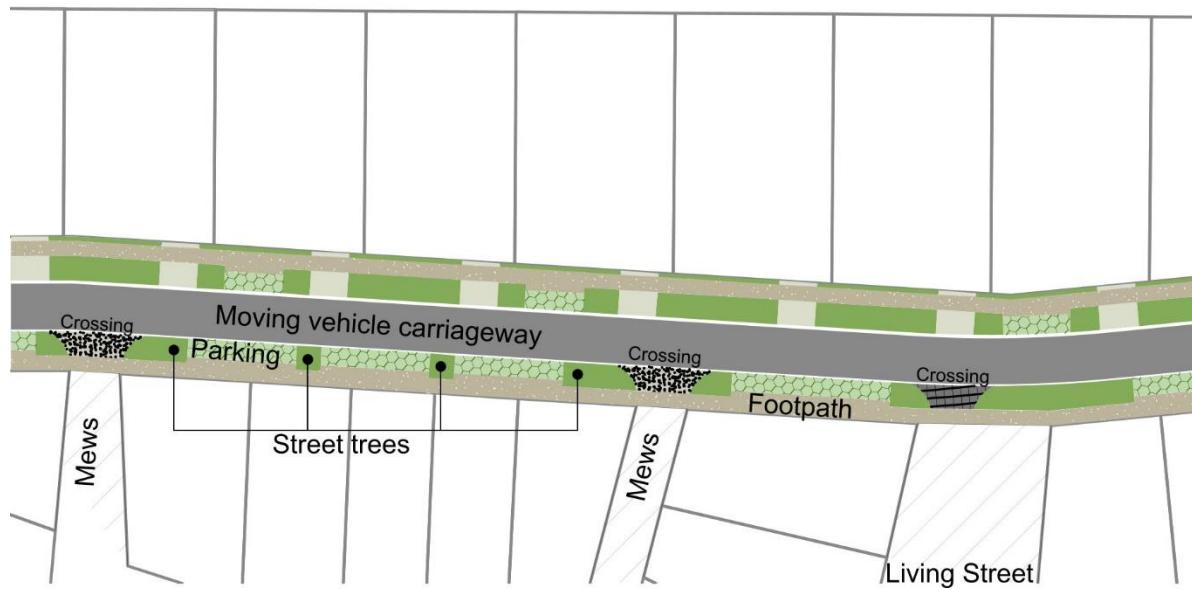 Crossing
Moving vehicle carriageway
Parking
Crossing
Crossing
Footpath
Street trees
Mews
Mews
Living Street